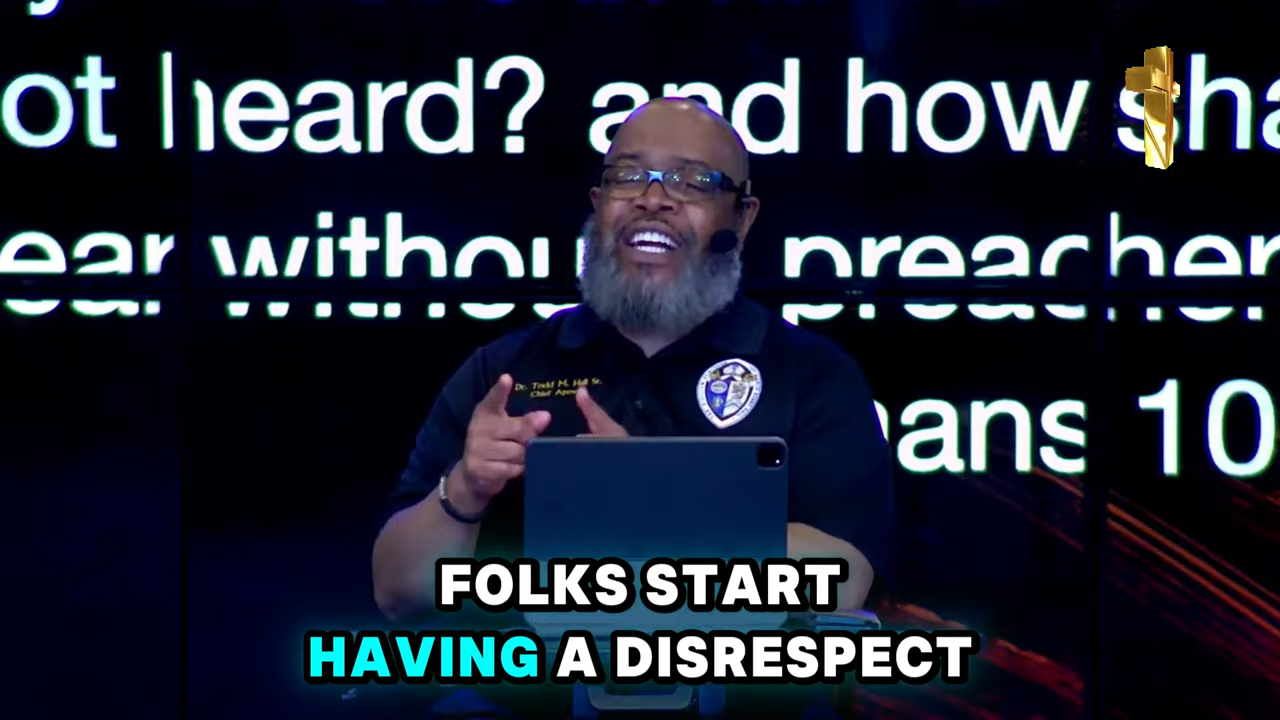 ot heard? and how sha
ear without preacher
ans 10
Dr. Todd M. Hall Sr.
Chief Apos
FOLKS START
HAVING A DISRESPECT